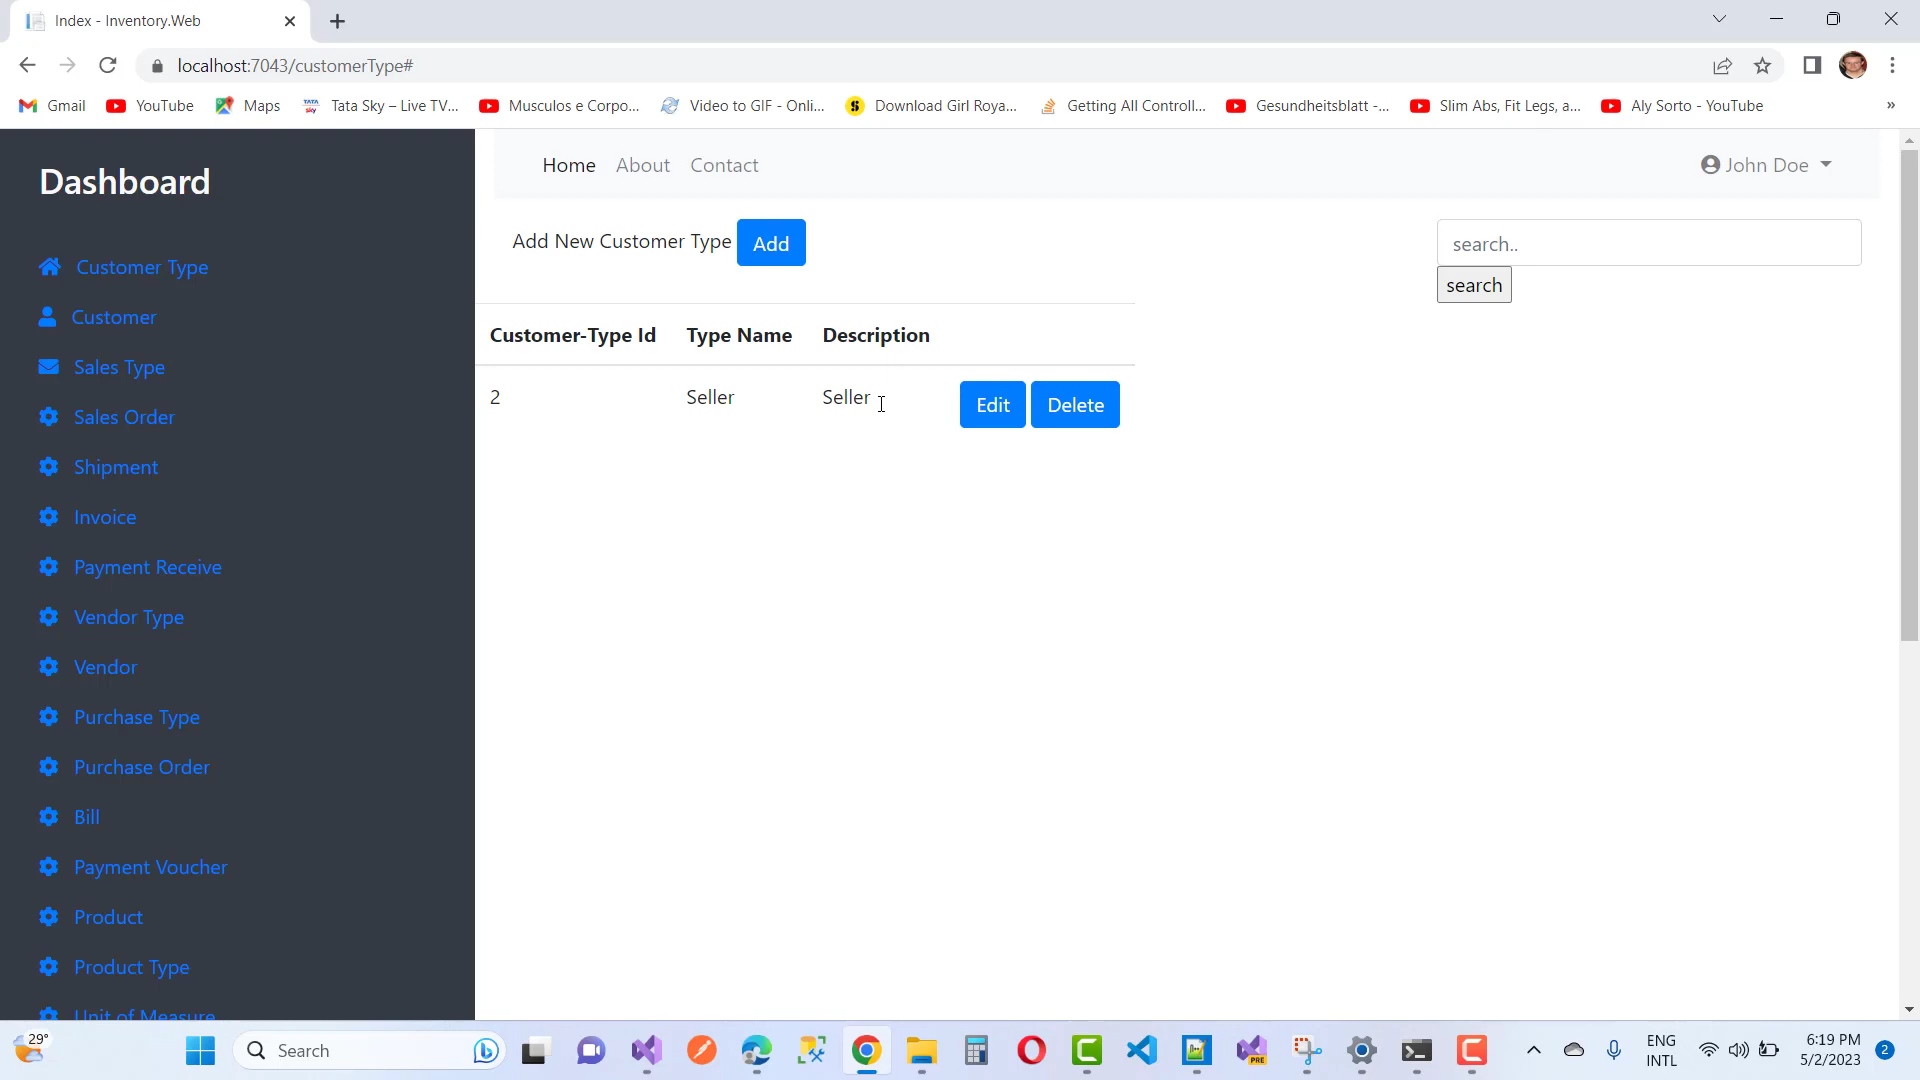 Index - Inventory.Web
localhost:7043/customerType#
Gmail YouTube Maps Tata Sky – Live TV... Musculos e Corpo... Video to GIF - Onli... Download Girl Roya... Getting All Controll... Gesundheitsblatt -... Slim Abs, Fit Legs, a... Aly Sorto - YouTube »
Dashboard
Customer Type
Customer
Sales Type
Sales Order
Shipment
Invoice
Payment Receive
Vendor Type
Vendor
Purchase Type
Purchase Order
Bill
Payment Voucher
Product
Product Type
Unit of Measure
Home About Contact John Doe
Add New Customer Type Add
search..
search
Customer-Type Id Type Name Description
2 Seller Seller Edit Delete
29°
Search
PRE
ENG
INTL
6:19 PM
5/2/2023
2